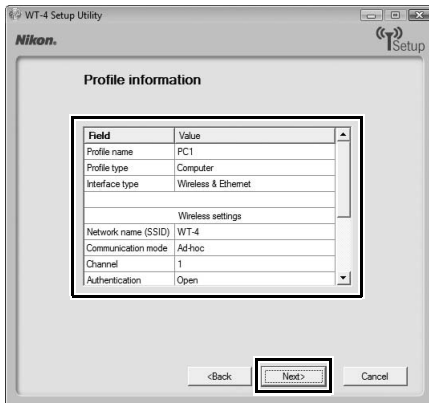 WT-4 Setup Utility
Nikon.
Setup
Profile information
Field Value
Profile name PC1
Profile type Computer
Interface type Wireless & Ethernet
Wireless settings
Network name (SSID) WT-4
Communication mode Ad-hoc
Channel 1
Authentication Open
<Back Next> Cancel